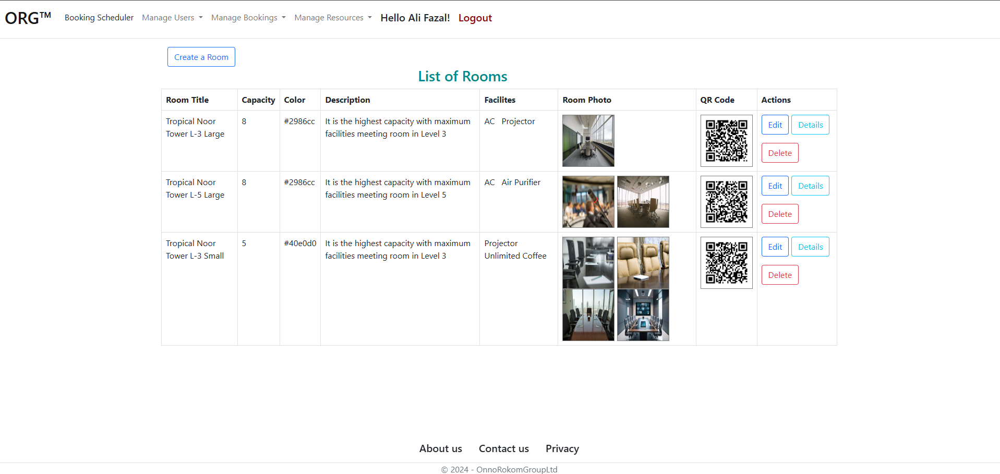 ORG™ Booking Scheduler Manage Users Manage Bookings Manage Resources Hello Ali Fazal! Logout
Create a Room
List of Rooms
Room Title Capacity Color Description Facilites Room Photo QR Code Actions
Tropical Noor 8 #2986cc It is the highest capacity with maximum AC Projector Edit Details
Tower L-3 Large facilities meeting room in Level 3
Delete
Tropical Noor 8 #2986cc It is the highest capacity with maximum AC Air Purifier Edit Details
Tower L-5 Large facilities meeting room in Level 5
Delete
Tropical Noor 5 #40e0d0 It is the highest capacity with maximum Projector Edit Details
Tower L-3 Small facilities meeting room in Level 3 Unlimited Coffee
Delete
About us Contact us Privacy
© 2024 - OnnoRokomGroupLtd